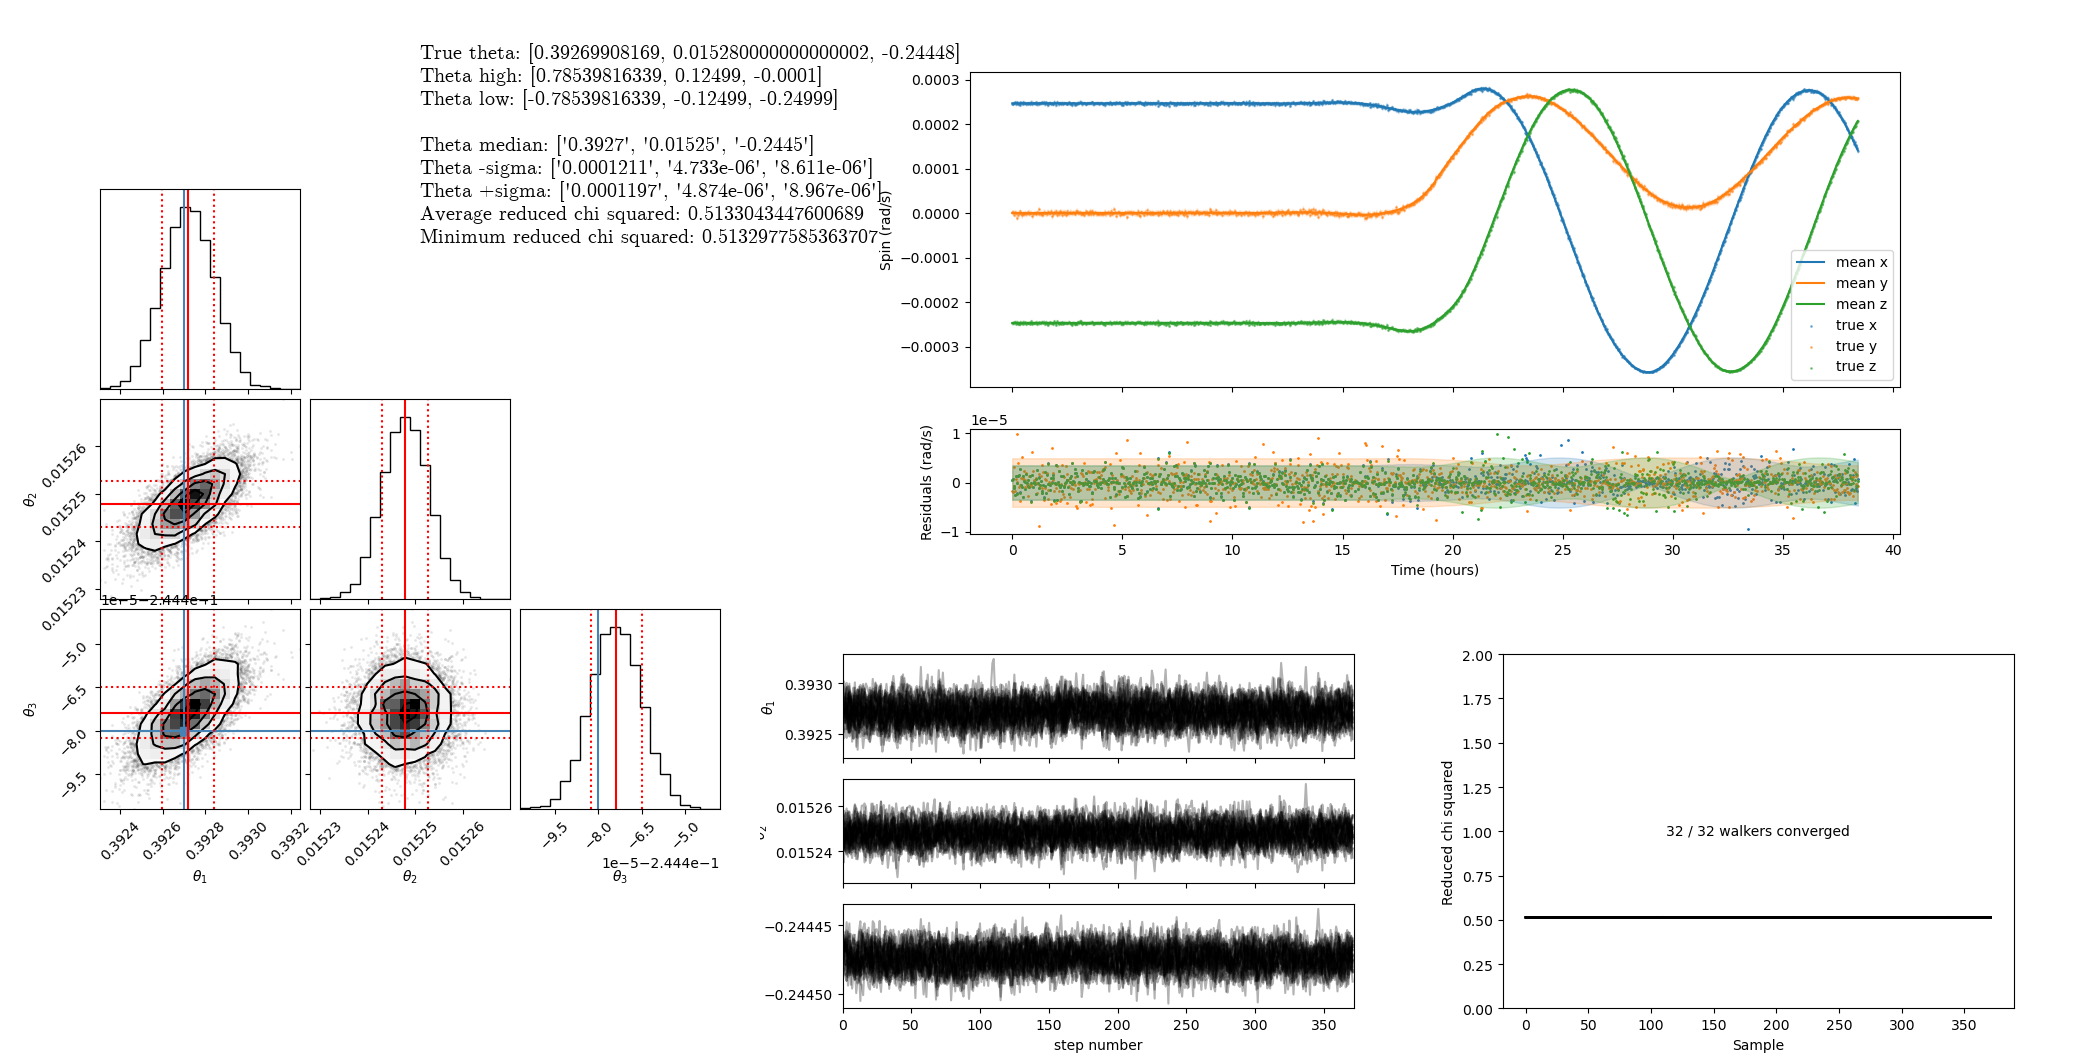 True theta: [0.39269908169, 0.015280000000000002, -0.24448]
Theta high: [0.78539816339, 0.12499, -0.0001]
Theta low: [-0.78539816339, -0.12499, -0.24999]
Theta median: ['0.3927', '0.01525', '-0.2445']
Theta -sigma: ['0.0001211', '4.733e-06', '8.611e-06']
Theta +sigma: ['0.0001197', '4.874e-06', '8.967e-06']
Average reduced chi squared: 0.5133043447600689
Minimum reduced chi squared: 0.5132977585363707
0.0003
0.0002
0.0001
0.0000
−0.0001
−0.0002
−0.0003
Spin (rad/s)
mean x
mean y
mean z
true x
true y
true z
1e−5
1
0
−1
Residuals (rad/s)
0 5 10 15 20 25 30 35 40
Time (hours)
θ2
0.01526
0.01525
0.01524
0.01523
1e−5−2.444e−1
θ3
−5.0
−6.5
−8.0
−9.5
0.3924 0.3926 0.3928 0.3930 0.3932
θ1
0.01523 0.01524 0.01525 0.01526
θ2
−9.5 −8.0 −6.5 −5.0
1e−5−2.444e−1
θ3
θ1
0.3930
0.3925
0.01526
0.01524
−0.24445
−0.24450
0 50 100 150 200 250 300 350
step number
Reduced chi squared
2.00
1.75
1.50
1.25
1.00
0.75
0.50
0.25
0.00
32 / 32 walkers converged
0 50 100 150 200 250 300 350
Sample